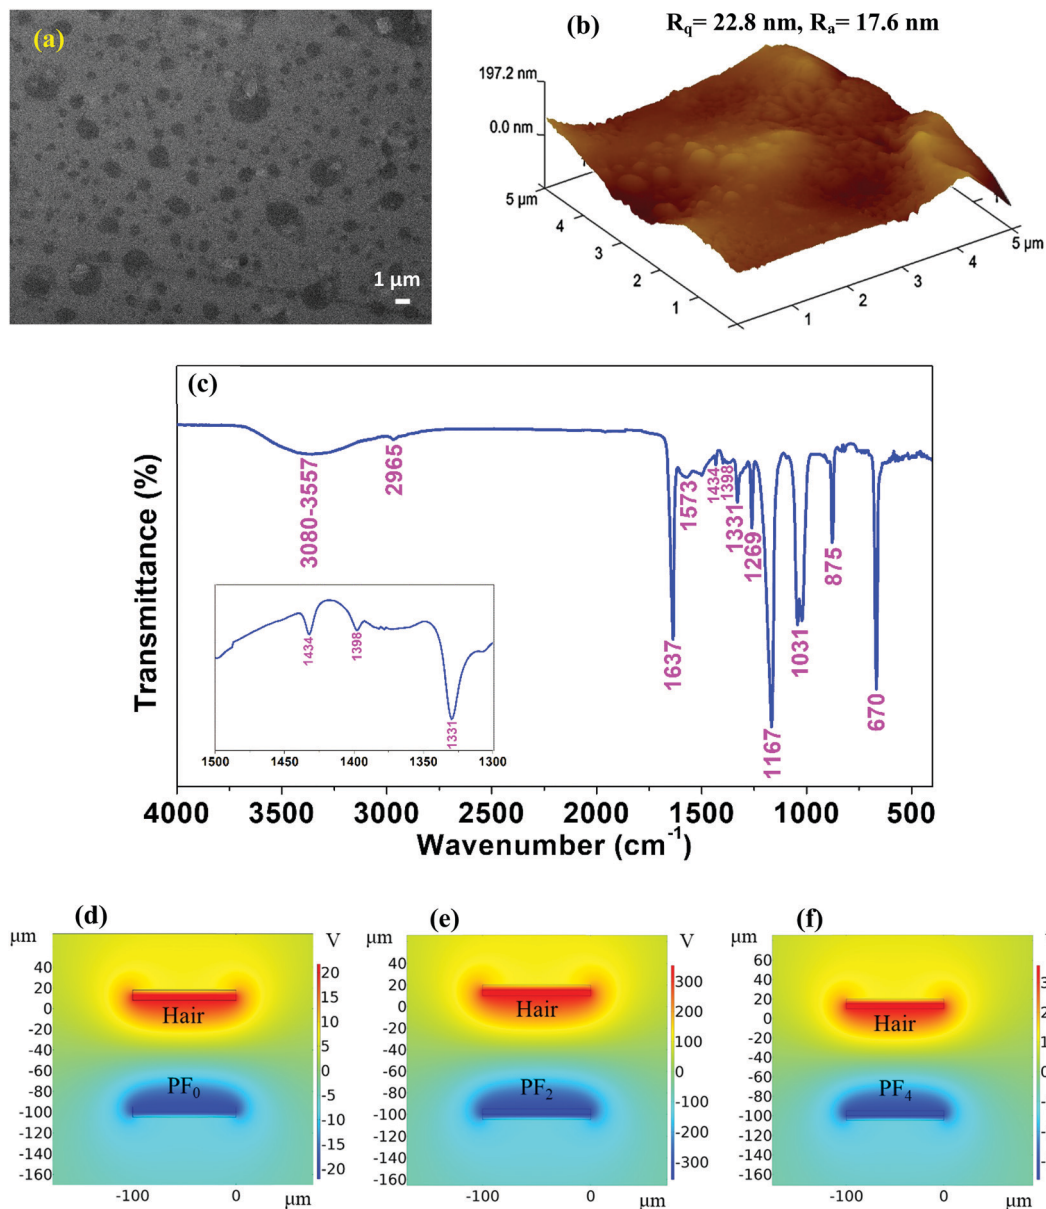 (a)
1 μm
(b)
Rq= 22.8 nm, Ra= 17.6 nm
197.2 nm
0.0 nm
5 μm
4
3
2
1
1
2
3
4
5 μm
(c)
Transmittance (%)
3080-3557
2965
1637
1573
1434
1398
1331
1269
1167
1031
875
670
1434
1398
1331
1500 1450 1400 1350 1300
4000 3500 3000 2500 2000 1500 1000 500
Wavenumber (cm-1)
(d)
μm
V
40
20
0
-20
-40
-60
-80
-100
-120
-140
-160
Hair
PF0
20
15
10
5
0
-5
-10
-15
-20
-100 0 μm
(e)
μm
V
40
20
0
-20
-40
-60
-80
-100
-120
-140
-160
Hair
PF2
300
200
100
0
-100
-200
-300
-100 0 μm
(f)
μm
60
40
20
0
-20
-40
-60
-80
-100
-120
-140
-160
Hair
PF4
-100 0 μm